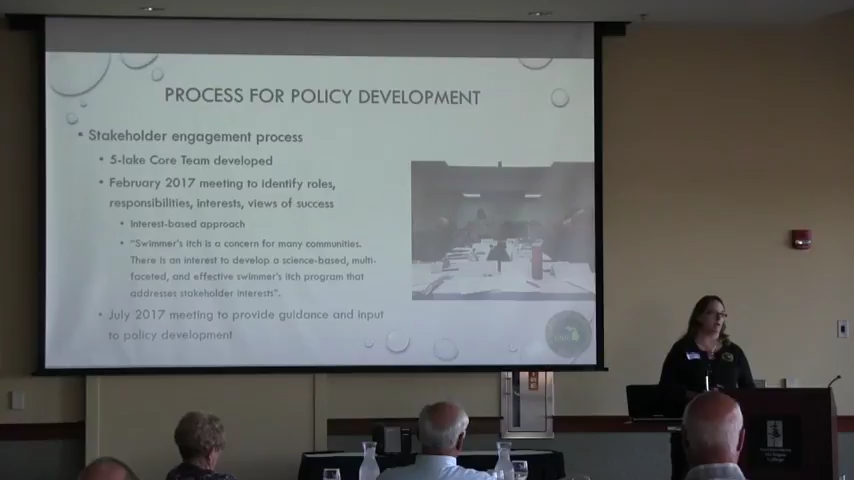 PROCESS FOR POLICY DEVELOPMENT
• Stakeholder engagement process
• 5-lake Core Team developed
• February 2017 meeting to identify roles,
responsibilities, interests, views of success
• Interest-based approach
• "Swimmer's itch is a concern for many communities.
There is an interest to develop a science-based, multi-
faceted, and effective swimmer's itch program that
addresses stakeholder interests".
• July 2017 meeting to provide guidance and input
to policy development